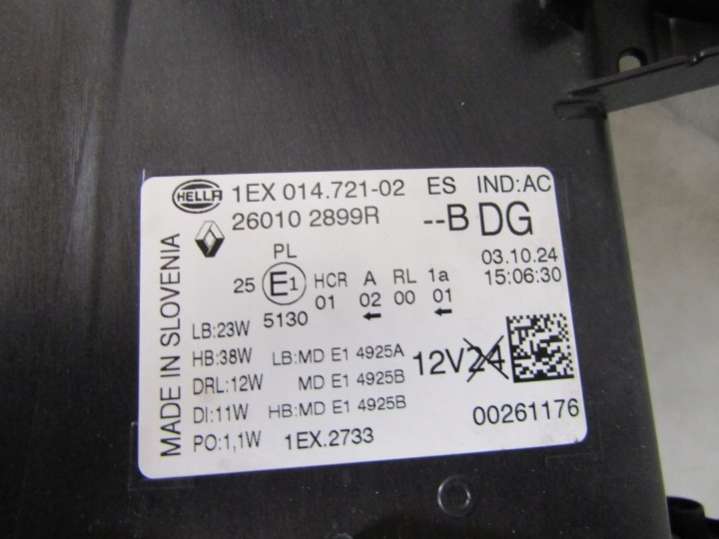 HELLA 1EX 014.721-02 ES IND:AC
260102899R --B DG
PL 03.10.24
25 E1 HCR A RL 1a 15:06:30
01 02 00 01
5130 ← ←
LB:23W
HB:38W LB:MD E1 4925A 12V24
DRL:12W MD E1 4925B
DI:11W HB:MD E1 4925B 00261176
PO:1,1W 1EX.2733
MADE IN SLOVENIA